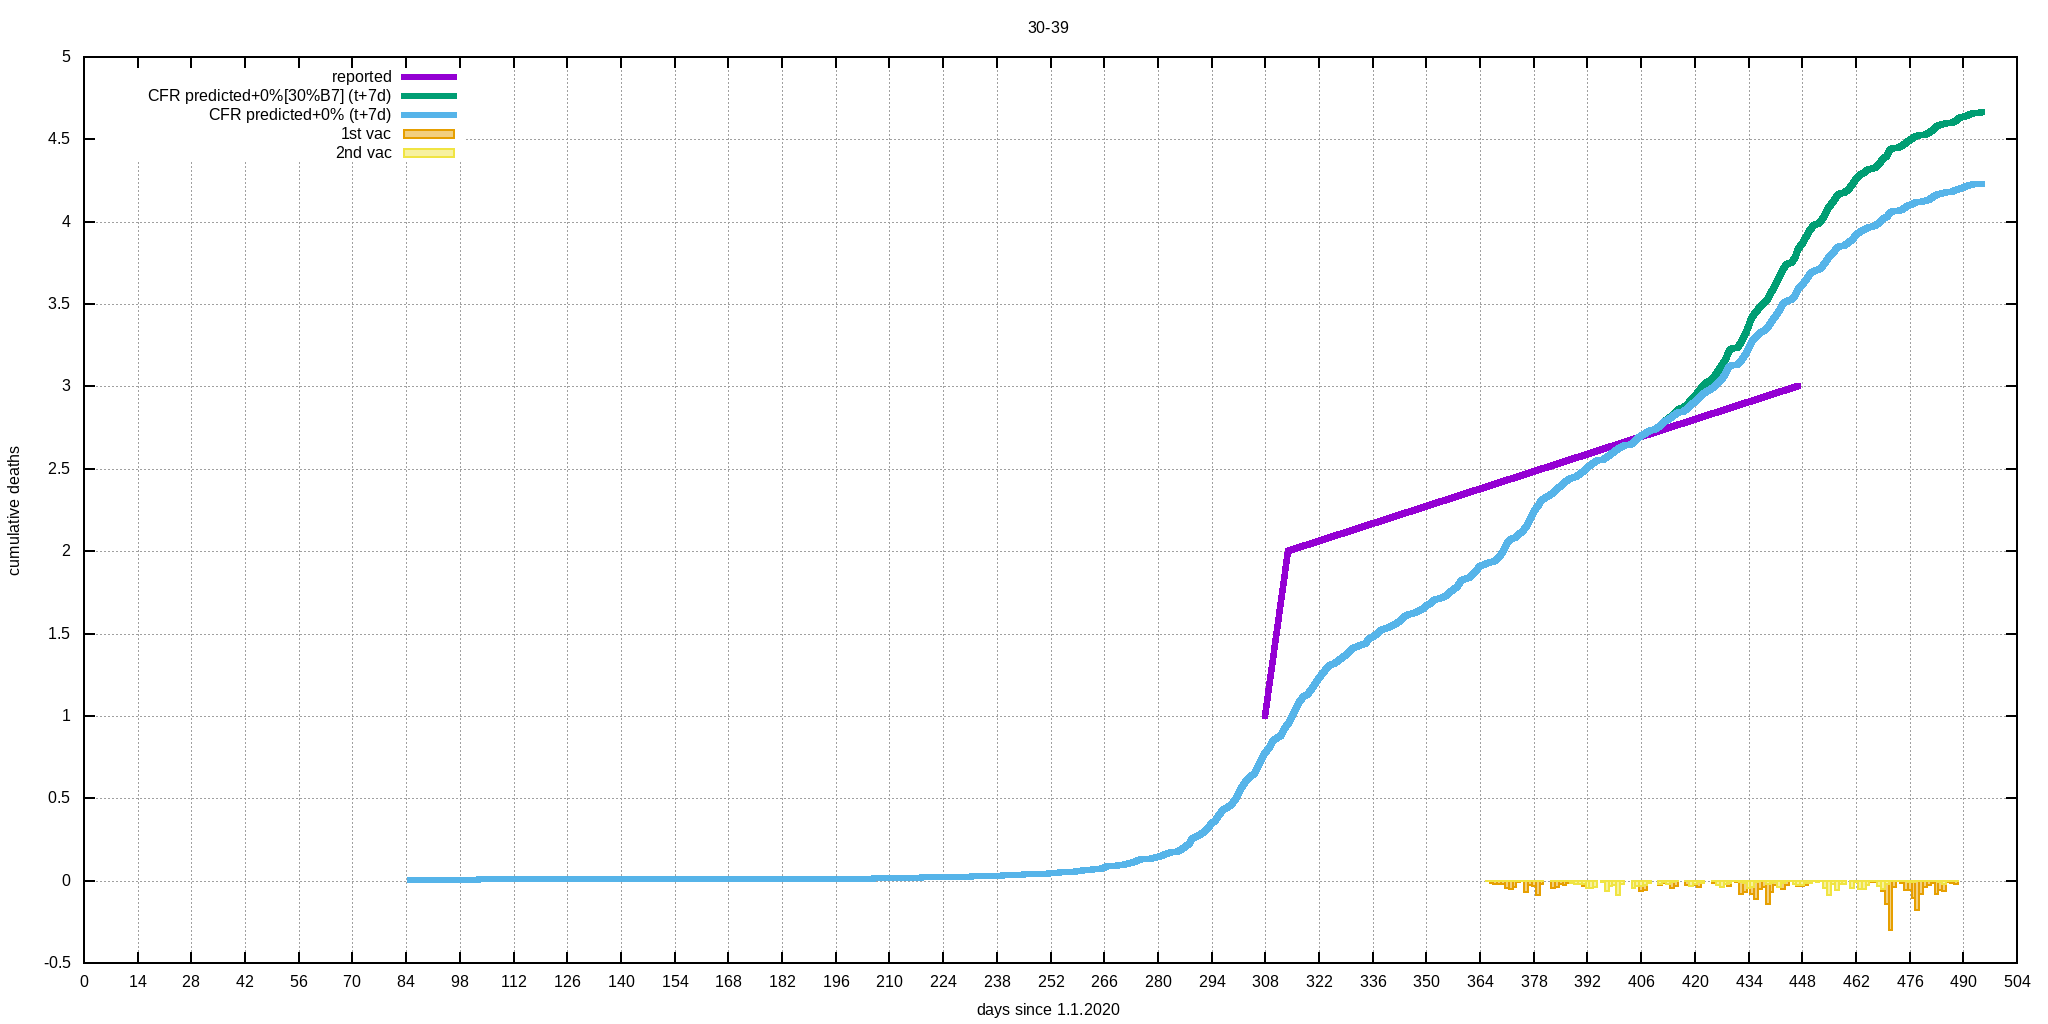 30-39
reported
CFR predicted+0%[30%B7] (t+7d)
CFR predicted+0% (t+7d)
1st vac
2nd vac
5
4.5
4
3.5
3
2.5
2
1.5
1
0.5
0
-0.5
cumulative deaths
0 14 28 42 56 70 84 98 112 126 140 154 168 182 196 210 224 238 252 266 280 294 308 322 336 350 364 378 392 406 420 434 448 462 476 490 504
days since 1.1.2020